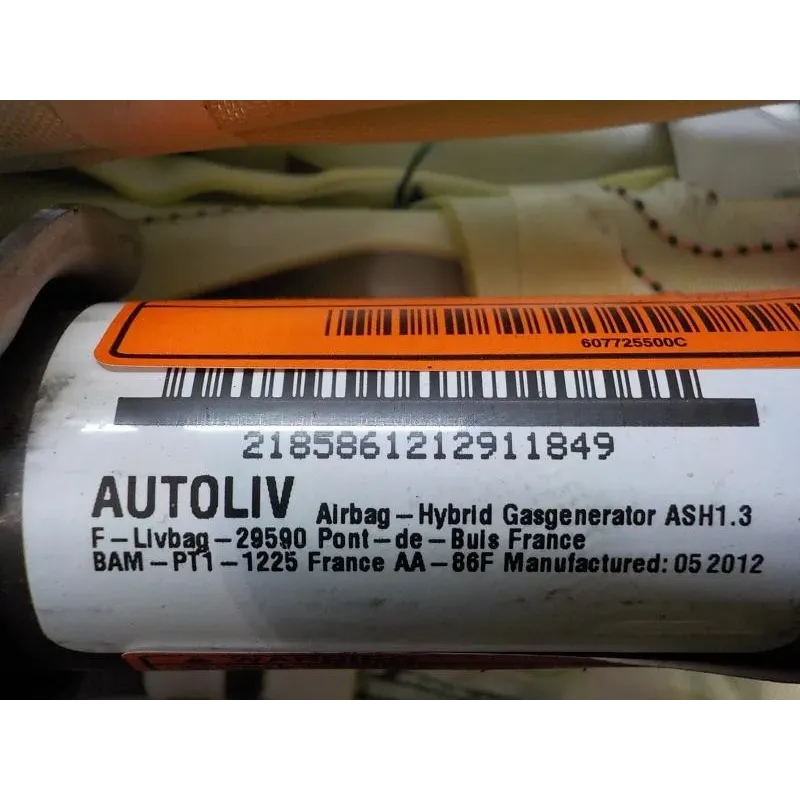 607725500C
2185861212911849
AUTOLIV Airbag-Hybrid Gasgenerator ASH1.3
F-Livbag-29590 Pont-de-Buis France
BAM-PT1-1225 France AA-86F Manufactured: 05 2012
WARNING